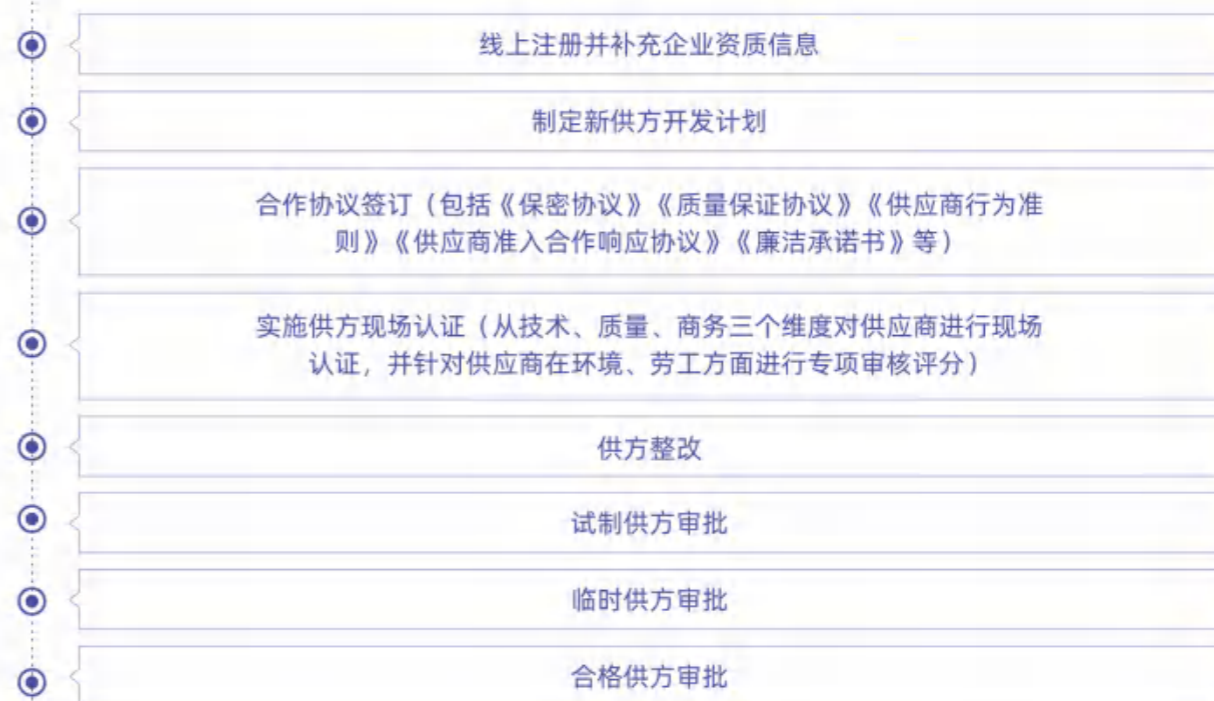 线上注册并补充企业资质信息
制定新供方开发计划
合作协议签订（包括《保密协议》《质量保证协议》《供应商行为准
则》《供应商准入合作响应协议》《廉洁承诺书》等）
实施供方现场认证（从技术、质量、商务三个维度对供应商进行现场
认证，并针对供应商在环境、劳工方面进行专项审核评分）
供方整改
试制供方审批
临时供方审批
合格供方审批